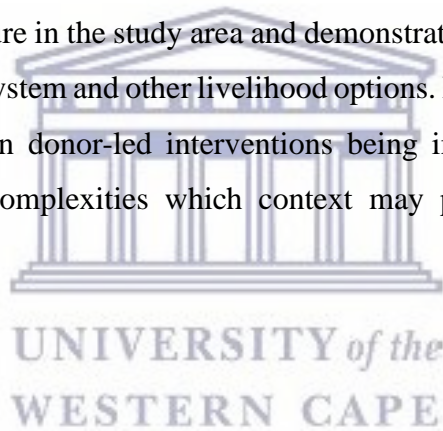 ure in the study area and demonstrat
ystem and other livelihood options.
n donor-led interventions being i
omplexities which context may p
UNIVERSITY of the
WESTERN CAPE